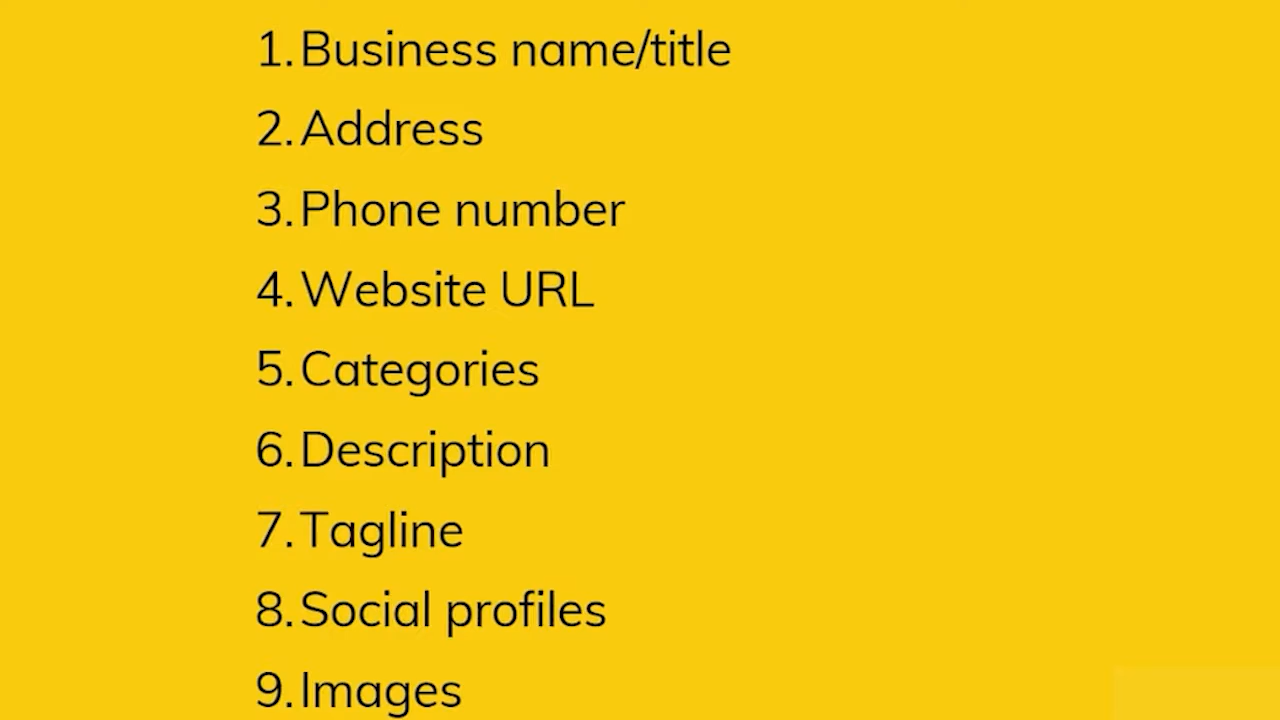 1. Business name/title
2. Address
3. Phone number
4. Website URL
5. Categories
6. Description
7. Tagline
8. Social profiles
9. Images